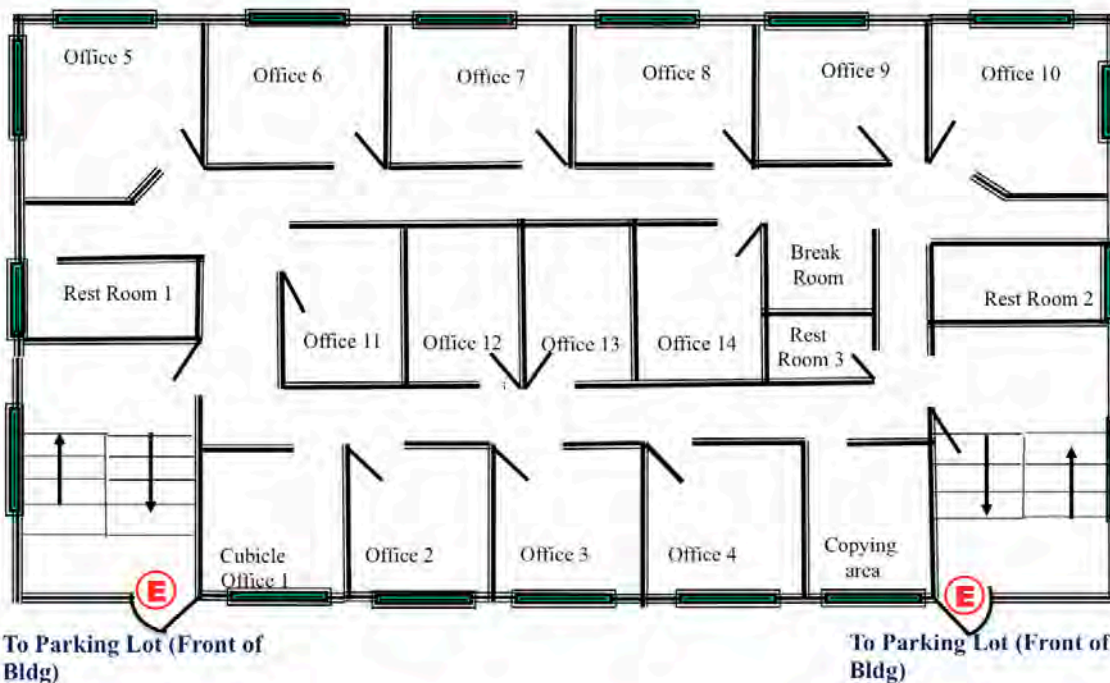 Office 5
Office 6
Office 7
Office 8
Office 9
Office 10
Rest Room 1
Office 11
Office 12
Office 13
Office 14
Break
Room
Rest
Room 3
Rest Room 2
Cubicle
Office 1
Office 2
Office 3
Office 4
Copying
area
E
E
To Parking Lot (Front of
Bldg)
To Parking Lot (Front of
Bldg)